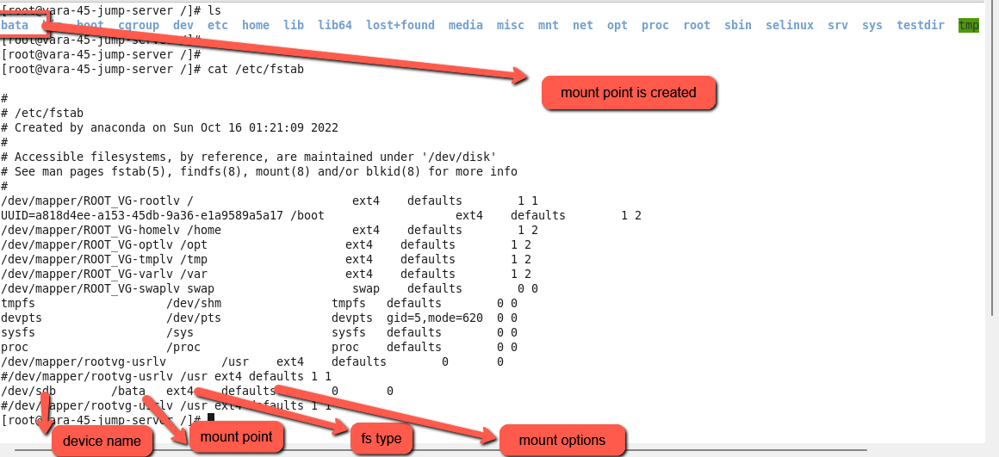 [root@vara-45-jump-server /]# ls
bata boot cgroup dev etc home lib lib64 lost+found media misc mnt net opt proc root sbin selinux srv sys testdir tmp
[root@vara-45-jump-server /]#
[root@vara-45-jump-server /]#
[root@vara-45-jump-server /]# cat /etc/fstab
mount point is created
#
# /etc/fstab
# Created by anaconda on Sun Oct 16 01:21:09 2022
#
# Accessible filesystems, by reference, are maintained under '/dev/disk'
# See man pages fstab(5), findfs(8), mount(8) and/or blkid(8) for more info
#
/dev/mapper/ROOT_VG-rootlv / ext4 defaults 1 1
UUID=a818d4ee-a153-45db-9a36-e1a9589a5a17 /boot ext4 defaults 1 2
/dev/mapper/ROOT_VG-homelv /home ext4 defaults 1 2
/dev/mapper/ROOT_VG-optlv /opt ext4 defaults 1 2
/dev/mapper/ROOT_VG-tmplv /tmp ext4 defaults 1 2
/dev/mapper/ROOT_VG-varlv /var ext4 defaults 1 2
/dev/mapper/ROOT_VG-swaplv swap swap defaults 0 0
tmpfs /dev/shm tmpfs defaults 0 0
devpts /dev/pts devpts gid=5,mode=620 0 0
sysfs /sys sysfs defaults 0 0
proc /proc proc defaults 0 0
/dev/mapper/rootvg-usrlv /usr ext4 defaults 0 0
#/dev/mapper/rootvg-usrlv /usr ext4 defaults 1 1
/dev/sdb /bata ext4 defaults 0 0
#/dev/mapper/rootvg-usrlv /usr ext4 defaults 1 1
[root@vara-45-jump-server /]#
device name
mount point
fs type
mount options